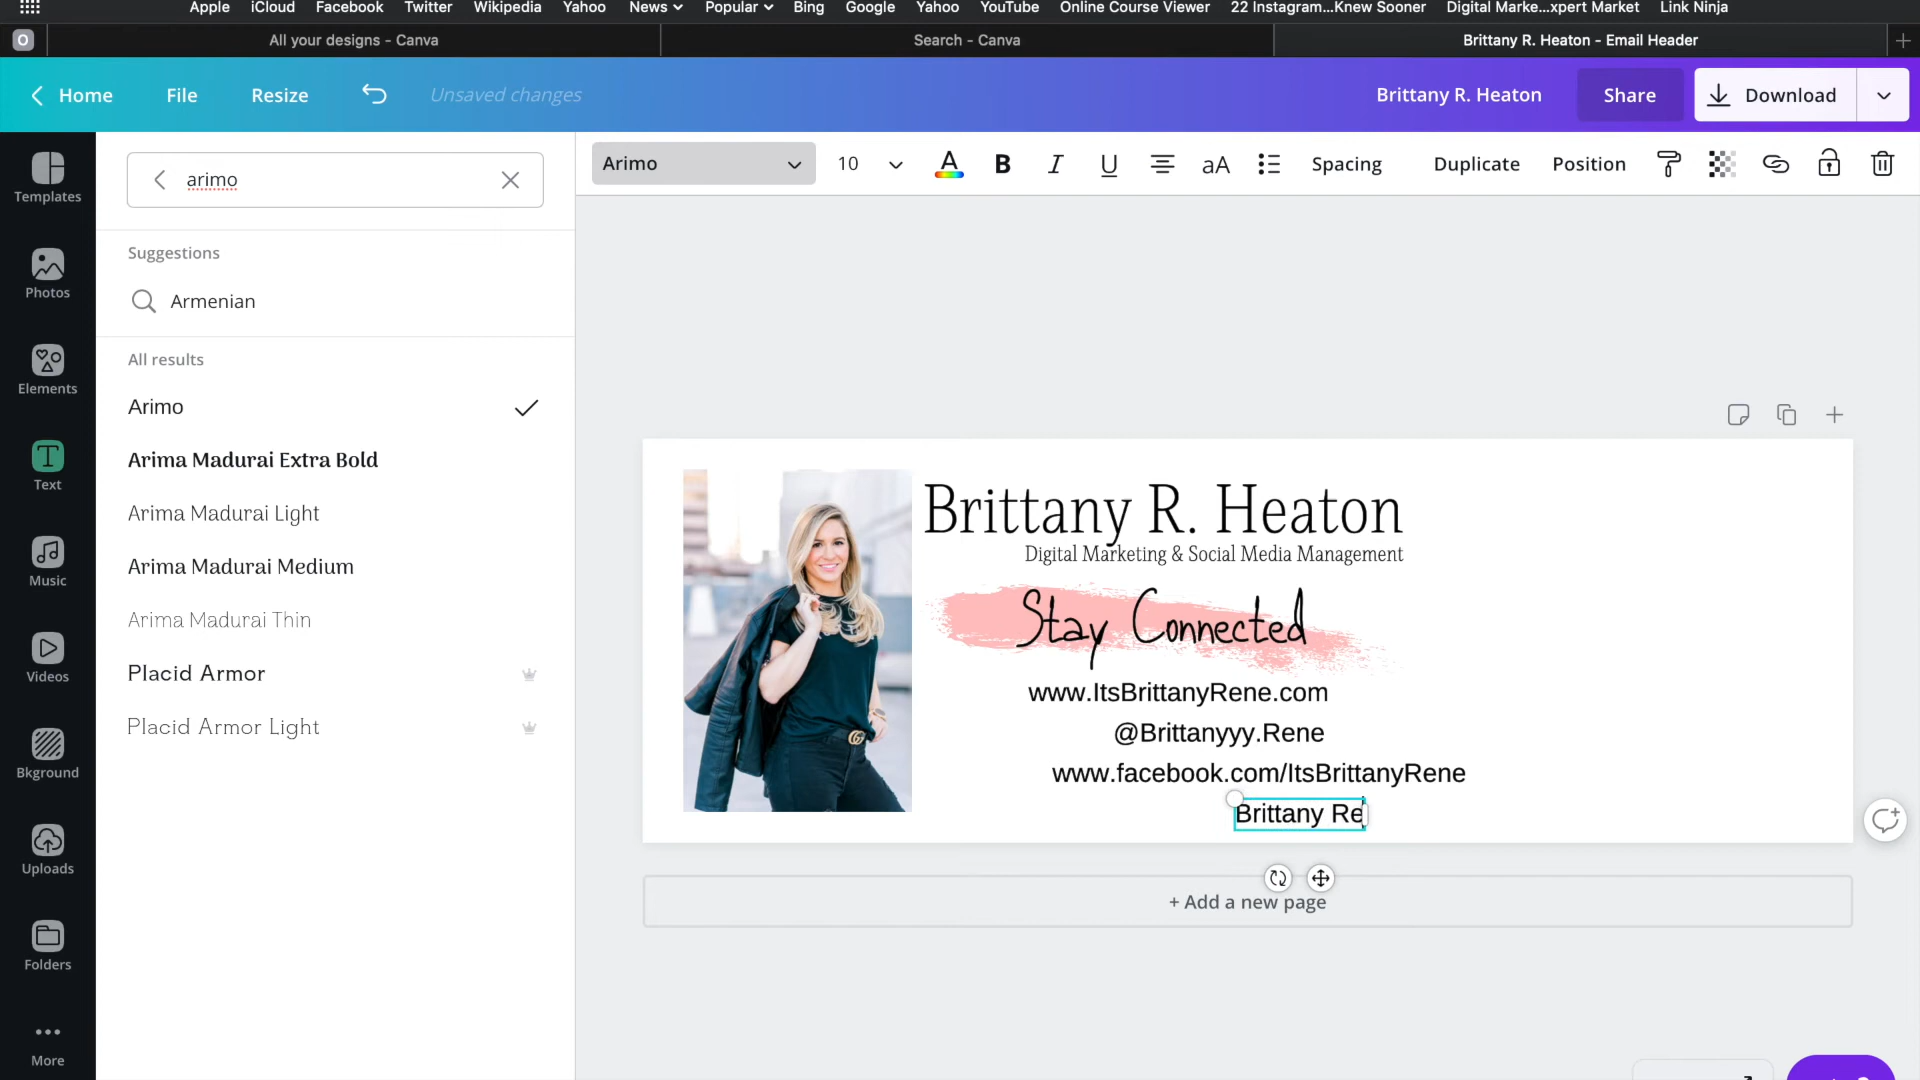 Apple iCloud Facebook Twitter Wikipedia Yahoo News Popular Bing Google Yahoo YouTube Online Course Viewer 22 Instagram...Knew Sooner Digital Marke...xpert Market Link Ninja
O All your designs - Canva Search - Canva Brittany R. Heaton - Email Header
Home File Resize Unsaved changes Brittany R. Heaton Share Download
Arimo 10 A B I U aA Spacing Duplicate Position
arimo
Templates
Suggestions
Armenian
Photos
All results
Elements
Arimo
Arima Madurai Extra Bold
Text
Arima Madurai Light
Arima Madurai Medium
Music
Arima Madurai Thin
Placid Armor
Videos
Placid Armor Light
Bkground
Uploads
Folders
More
Brittany R. Heaton
Digital Marketing & Social Media Management
Stay Connected
www.ItsBrittanyRene.com
@Brittanyyy.Rene
www.facebook.com/ItsBrittanyRene
Brittany Re
+ Add a new page